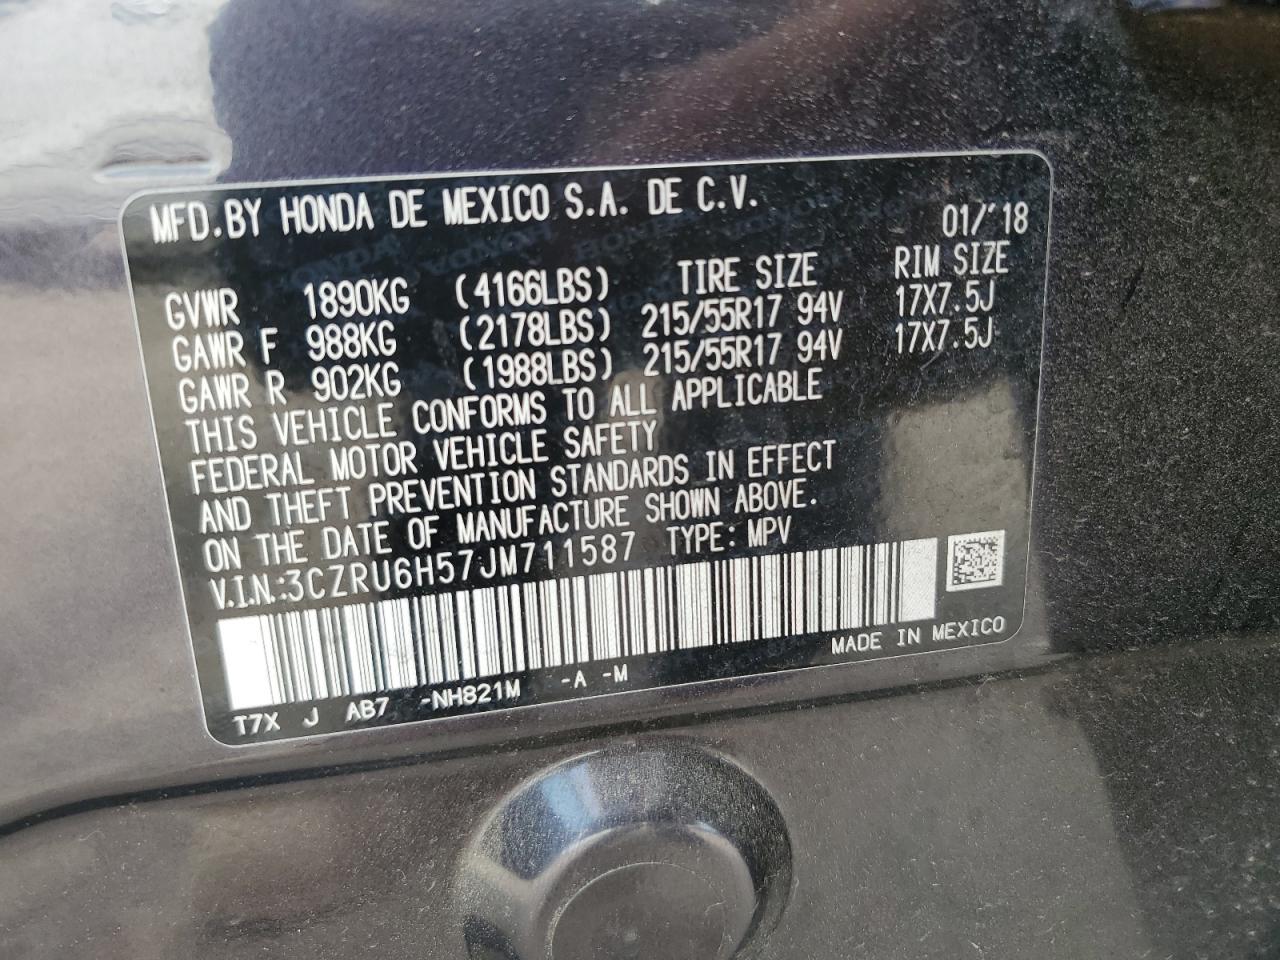 MFD.BY HONDA DE MEXICO S.A. DE C.V.
01/'18
GVWR 1890KG (4166LBS) TIRE SIZE RIM SIZE
GAWR F 988KG (2178LBS) 215/55R17 94V 17X7.5J
GAWR R 902KG (1988LBS) 215/55R17 94V 17X7.5J
THIS VEHICLE CONFORMS TO ALL APPLICABLE
FEDERAL MOTOR VEHICLE SAFETY
AND THEFT PREVENTION STANDARDS IN EFFECT
ON THE DATE OF MANUFACTURE SHOWN ABOVE.
V.I.N.:3CZRU6H57JM711587 TYPE: MPV
MADE IN MEXICO
T7X J AB7 -NH821M -A -M